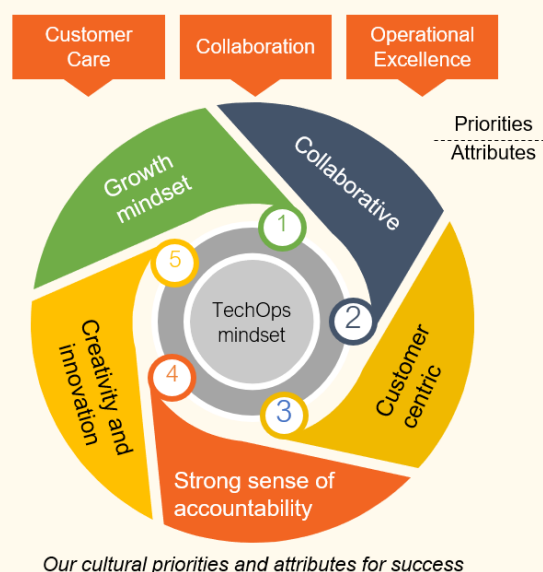 Customer
Care
Collaboration
Operational
Excellence
Priorities
Attributes
Growth
mindset
Collaborative
1
5
TechOps
mindset
2
4
3
Customer
centric
Creativity and
innovation
Strong sense of
accountability
Our cultural priorities and attributes for success